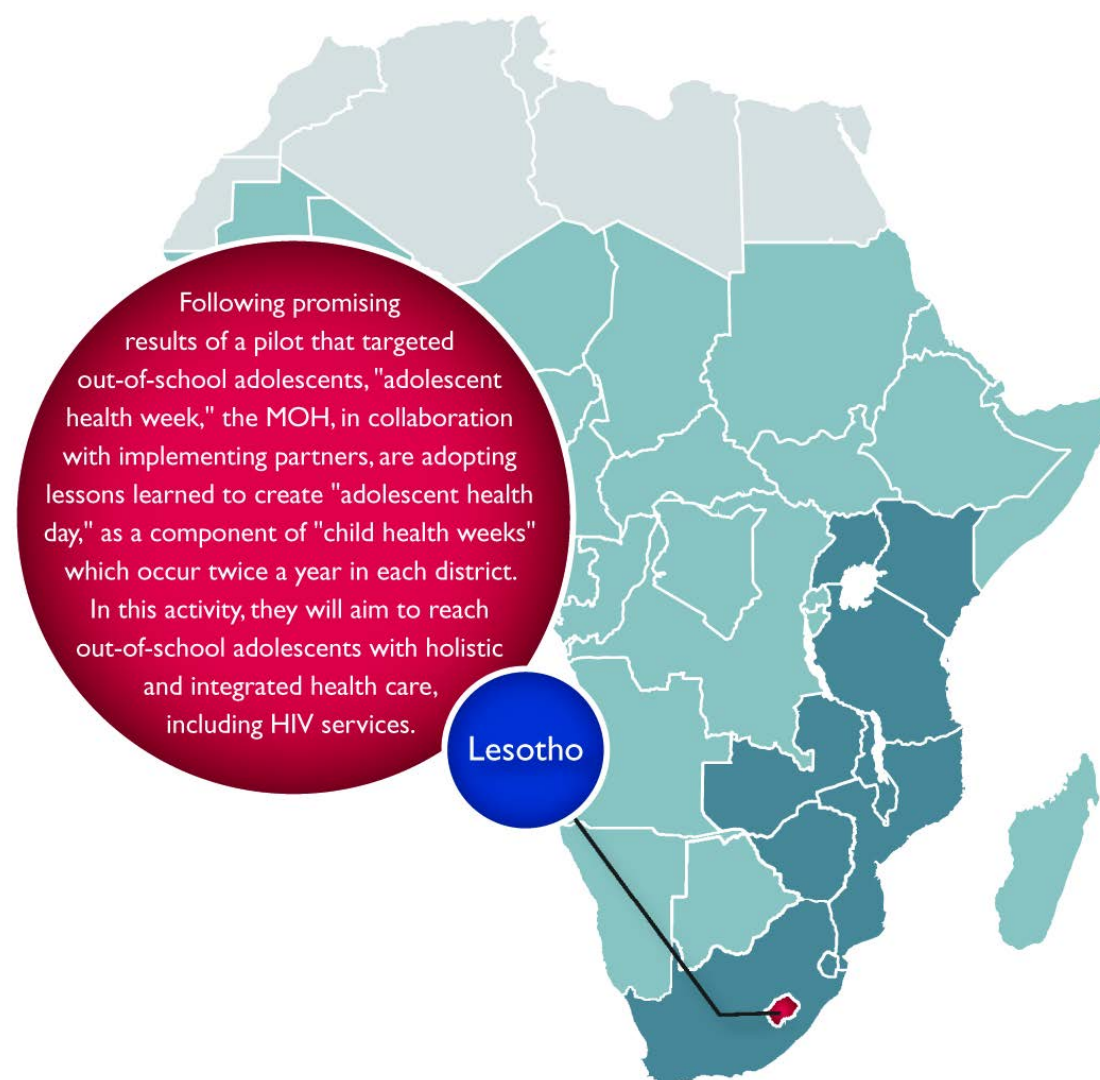 Following promising
results of a pilot that targeted
out-of-school adolescents, "adolescent
health week," the MOH, in collaboration
with implementing partners, are adopting
lessons learned to create "adolescent health
day," as a component of "child health weeks"
which occur twice a year in each district.
In this activity, they will aim to reach
out-of-school adolescents with holistic
and integrated health care,
including HIV services.
Lesotho